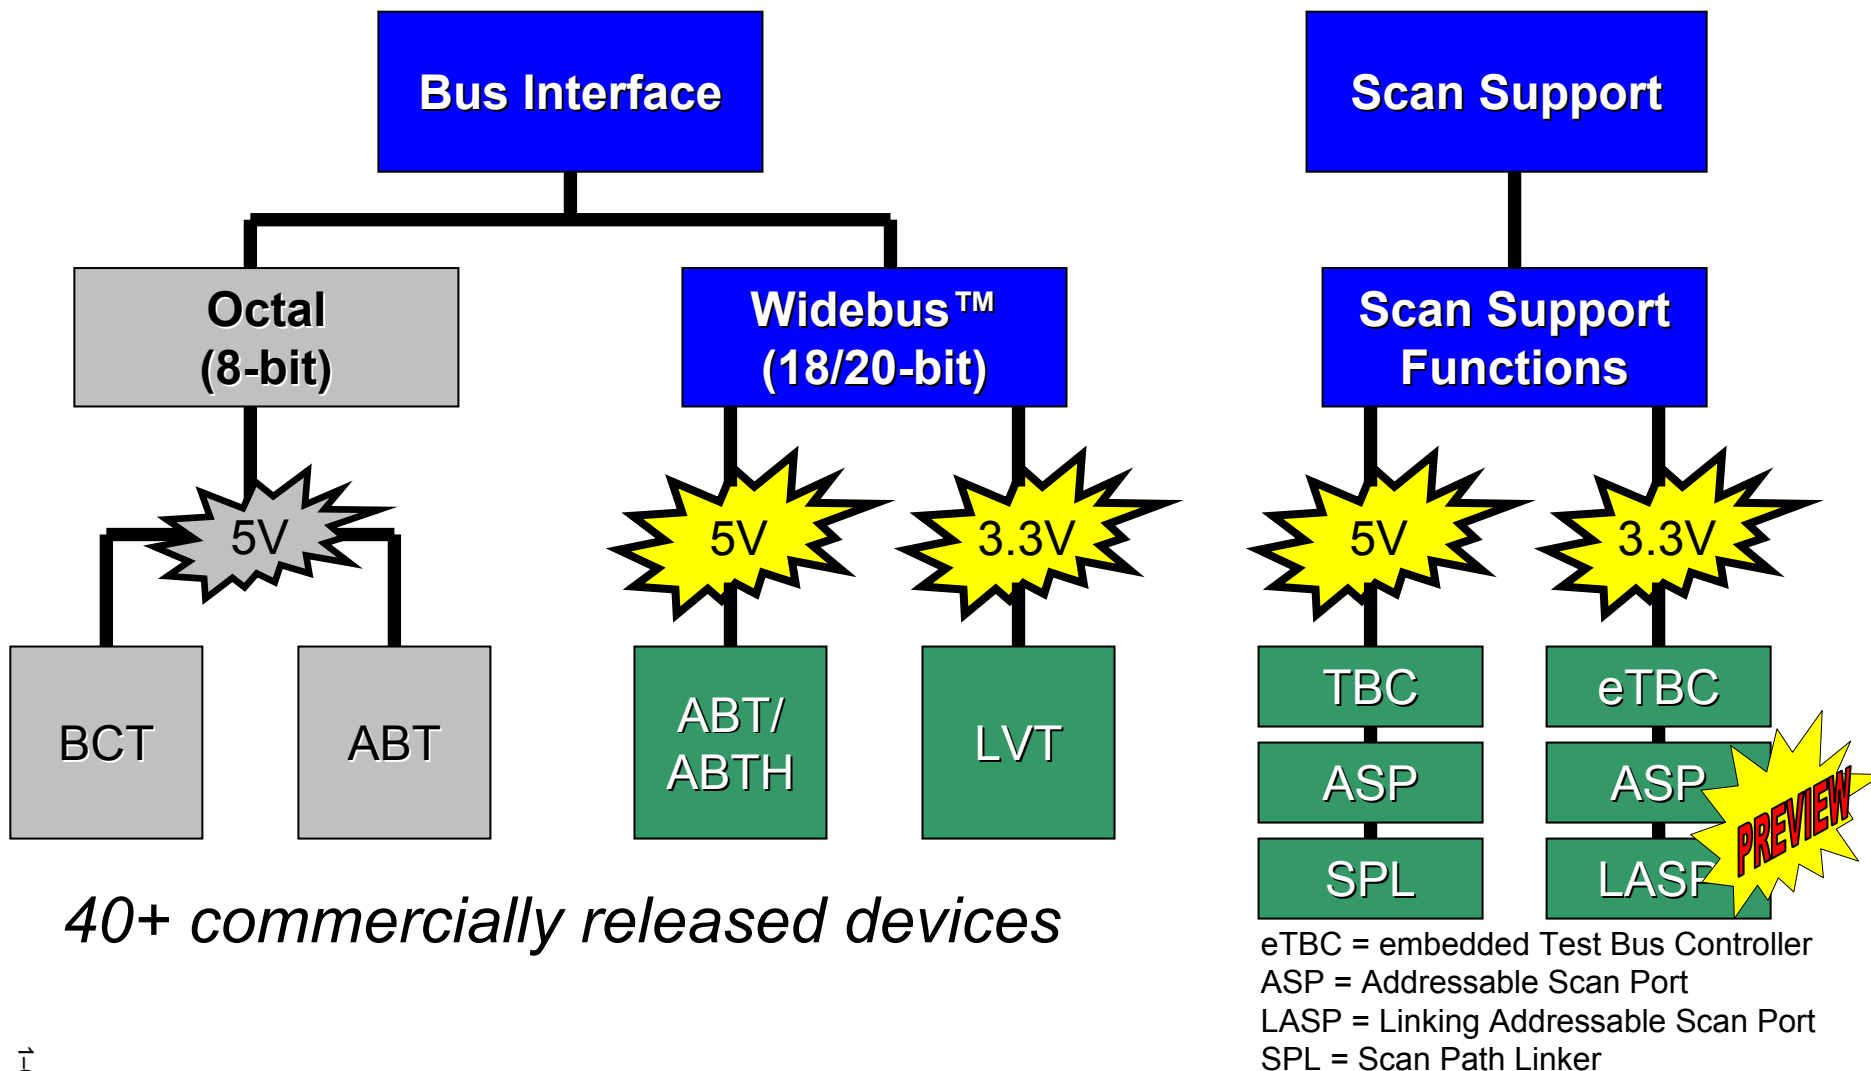 Bus Interface
Scan Support
Octal
(8-bit)
Widebus™
(18/20-bit)
Scan Support
Functions
5V
5V
3.3V
5V
3.3V
BCT
ABT
ABT/
ABTH
LVT
TBC
ASP
SPL
eTBC
ASP
LASP
PREVIEW
40+ commercially released devices
eTBC = embedded Test Bus Controller
ASP = Addressable Scan Port
LASP = Linking Addressable Scan Port
SPL = Scan Path Linker